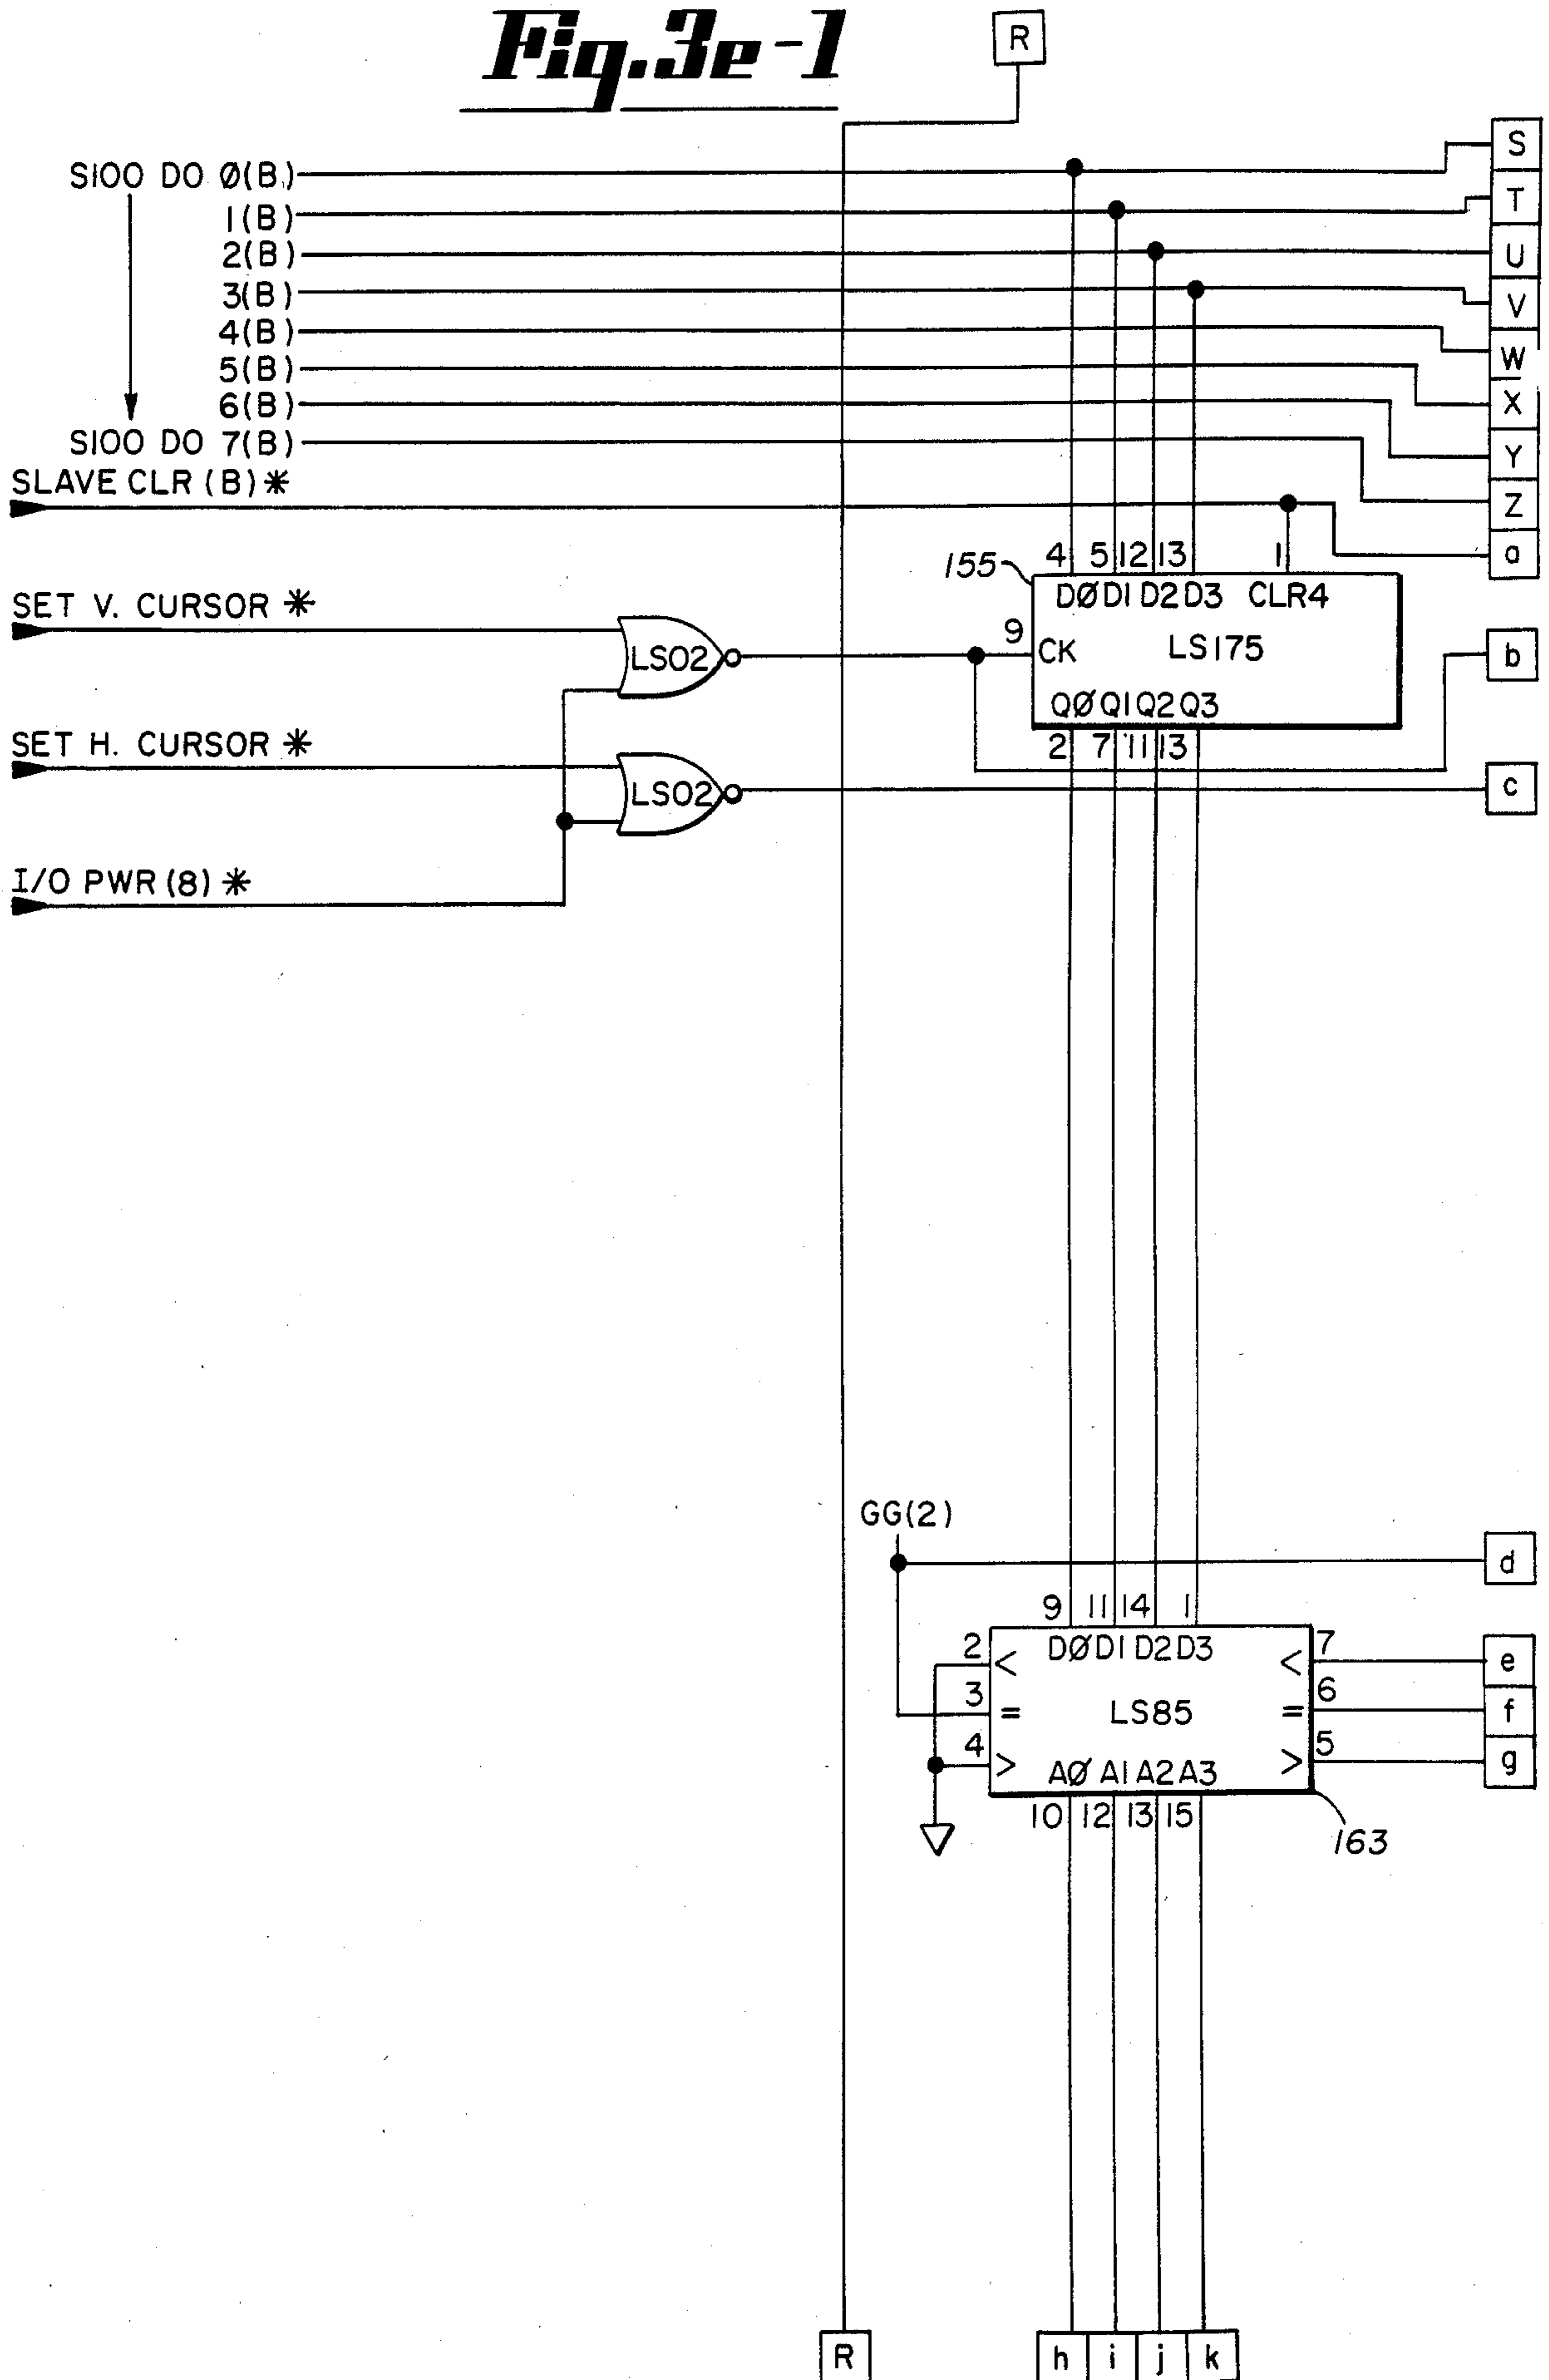 Fig.3e-1
R
S100 DO Ø(B)
1(B)
2(B)
3(B)
4(B)
5(B)
6(B)
S100 DO 7(B)
SLAVE CLR (B) *
S
T
U
V
W
X
Y
Z
a
155
4 5 12 13 1
DØ D1 D2 D3 CLR4
SET V. CURSOR *
LS02
9
CK LS175
b
QØ Q1 Q2 Q3
2 7 11 13
SET H. CURSOR *
LS02
c
I/O PWR (8) *
GG(2)
d
9 11 14 1
DØ D1 D2 D3
2 < < 7 e
3 = LS85 = 6 f
4 > > 5 g
AØ A1 A2 A3
10 12 13 15
163
R
h i j k